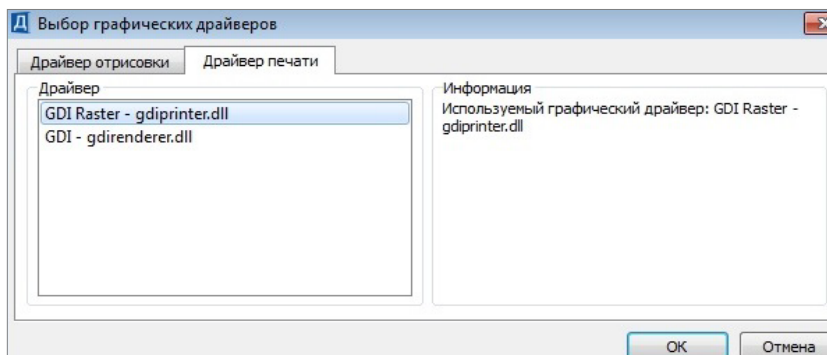 Выбор графических драйверов
Драйвер отрисовки
Драйвер печати
Драйвер
GDI Raster - gdiprinter.dll
GDI - gdirenderer.dll
Информация
Используемый графический драйвер: GDI Raster -
gdiprinter.dll
ОК
Отмена